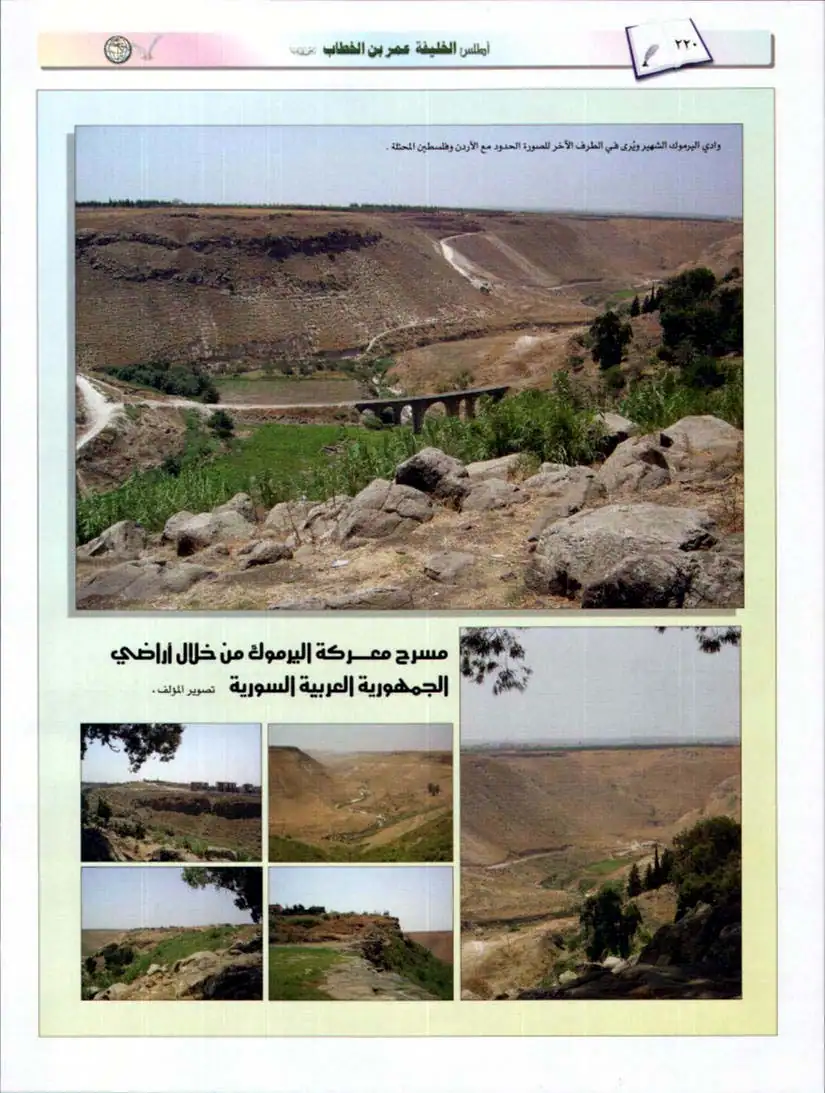 ٢٢٠
أطلس الخليفة عمر بن الخطاب
وادي اليرموك الشهير ويُرى في الطرف الآخر للصورة الحدود مع الأردن وفلسطين المحتلة .
مسرح معــركة اليرموك من خلال أراضي
الجمهورية العربية السورية تصوير المؤلف .